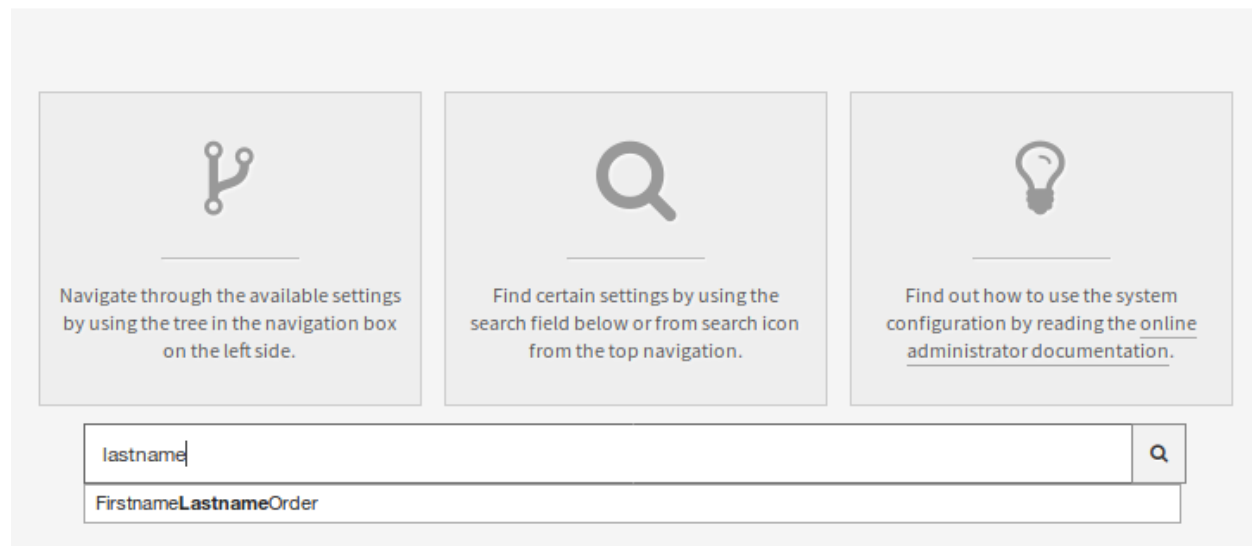 Navigate through the available settings
by using the tree in the navigation box
on the left side.
Find certain settings by using the
search field below or from search icon
from the top navigation.
Find out how to use the system
configuration by reading the online
administrator documentation.
lastname
FirstnameLastnameOrder